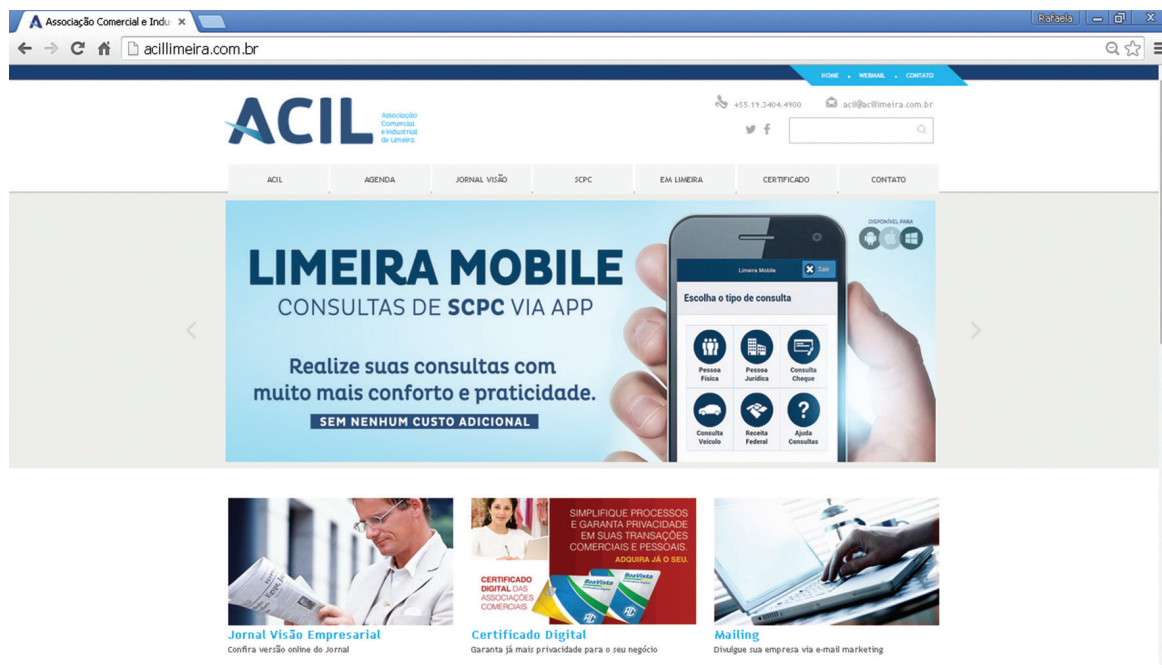 Associação Comercial e Indu
Rafaela
acillimeira.com.br
HOME . WEBMAIL . CONTATO
+55.19.3404.4900 acil@acillimeira.com.br
ACIL
Associação
Comercial
e Industrial
de Limeira
ACIL AGENDA JORNAL VISÃO SCPC EM LIMEIRA CERTIFICADO CONTATO
DISPONÍVEL PARA
LIMEIRA MOBILE
CONSULTAS DE SCPC VIA APP
Realize suas consultas com
muito mais conforto e praticidade.
SEM NENHUM CUSTO ADICIONAL
Limeira Mobile Sair
Escolha o tipo de consulta
Pessoa
Física
Pessoa
Jurídica
Consulta
Cheque
Consulta
Veículo
Receita
Federal
Ajuda
Consultas
SIMPLIFIQUE PROCESSOS
E GARANTA PRIVACIDADE
EM SUAS TRANSAÇÕES
COMERCIAIS E PESSOAIS.
ADQUIRA JÁ O SEU.
CERTIFICADO
DIGITAL DAS
ASSOCIAÇÕES
COMERCIAIS
BoaVista
BoaVista
Jornal Visão Empresarial
Confira versão online do Jornal
Certificado Digital
Garanta já mais privacidade para o seu negócio
Mailing
Divulgue sua empresa via e-mail marketing